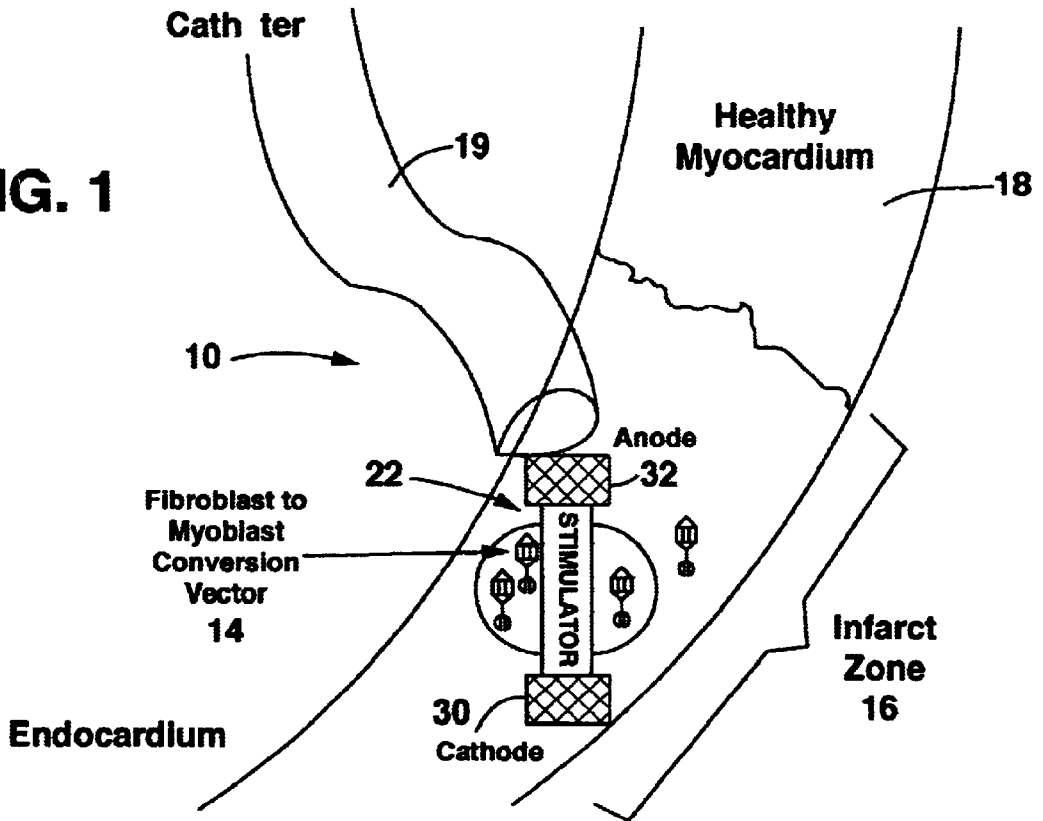 Cath ter
IG. 1
19
Healthy
Myocardium
18
10
Anode
32
22
Fibroblast to
Myoblast
Conversion
Vector
14
STIMULATOR
Infarct
Zone
16
30
Cathode
Endocardium